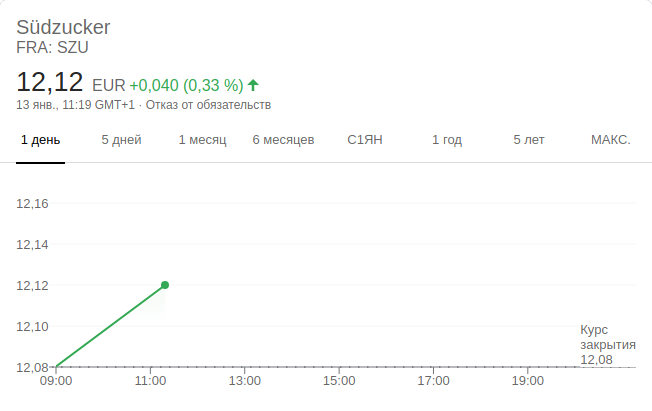 Südzucker
FRA: SZU
12,12 EUR +0,040 (0,33 %)
13 янв., 11:19 GMT+1 · Отказ от обязательств
1 день 5 дней 1 месяц 6 месяцев С1ЯН 1 год 5 лет МАКС.
12,16
12,14
12,12
12,10
Курс
закрытия
12,08
12,08
09:00 11:00 13:00 15:00 17:00 19:00